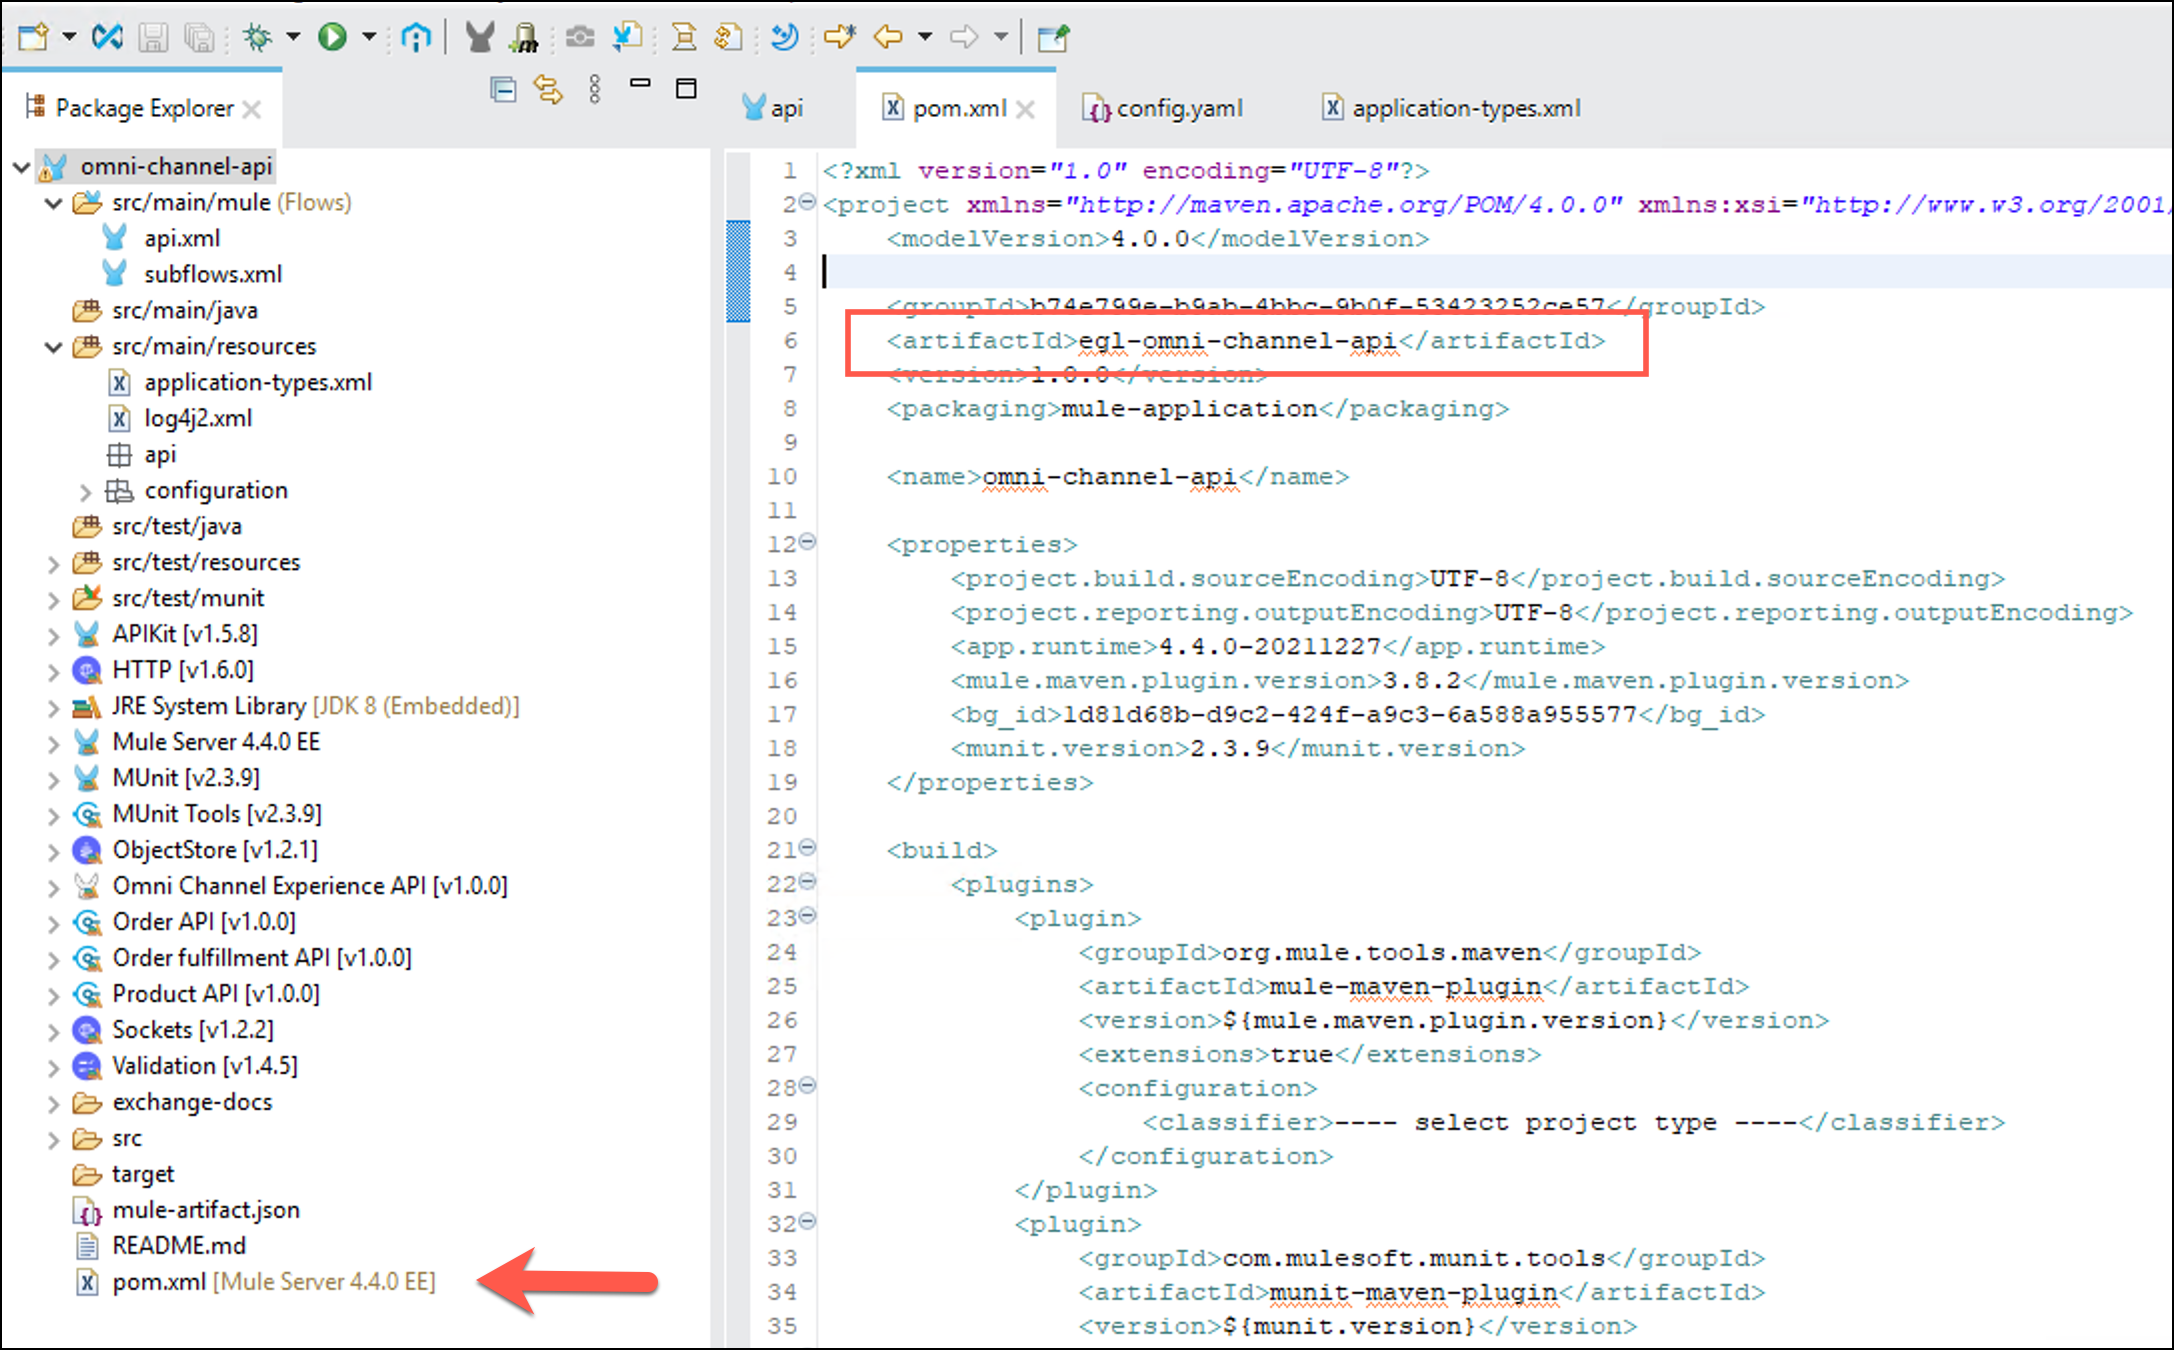 Package Explorer
omni-channel-api
src/main/mule (Flows)
api.xml
subflows.xml
src/main/java
src/main/resources
application-types.xml
log4j2.xml
api
configuration
src/test/java
src/test/resources
src/test/munit
APIKit [v1.5.8]
HTTP [v1.6.0]
JRE System Library [JDK 8 (Embedded)]
Mule Server 4.4.0 EE
MUnit [v2.3.9]
MUnit Tools [v2.3.9]
ObjectStore [v1.2.1]
Omni Channel Experience API [v1.0.0]
Order API [v1.0.0]
Order fulfillment API [v1.0.0]
Product API [v1.0.0]
Sockets [v1.2.2]
Validation [v1.4.5]
exchange-docs
src
target
mule-artifact.json
README.md
pom.xml [Mule Server 4.4.0 EE]
api pom.xml config.yaml application-types.xml
1 <?xml version="1.0" encoding="UTF-8"?>
2 <project xmlns="http://maven.apache.org/POM/4.0.0" xmlns:xsi="http://www.w3.org/2001/
3 <modelVersion>4.0.0</modelVersion>
4
5 <groupId>b74e799e-b9ab-4bbc-9b0f-53423252ce57</groupId>
6 <artifactId>egl-omni-channel-api</artifactId>
7 <version>1.0.0</version>
8 <packaging>mule-application</packaging>
9
10 <name>omni-channel-api</name>
11
12 <properties>
13 <project.build.sourceEncoding>UTF-8</project.build.sourceEncoding>
14 <project.reporting.outputEncoding>UTF-8</project.reporting.outputEncoding>
15 <app.runtime>4.4.0-20211227</app.runtime>
16 <mule.maven.plugin.version>3.8.2</mule.maven.plugin.version>
17 <bg_id>1d81d68b-d9c2-424f-a9c3-6a588a955577</bg_id>
18 <munit.version>2.3.9</munit.version>
19 </properties>
20
21 <build>
22 <plugins>
23 <plugin>
24 <groupId>org.mule.tools.maven</groupId>
25 <artifactId>mule-maven-plugin</artifactId>
26 <version>${mule.maven.plugin.version}</version>
27 <extensions>true</extensions>
28 <configuration>
29 <classifier>---- select project type ----</classifier>
30 </configuration>
31 </plugin>
32 <plugin>
33 <groupId>com.mulesoft.munit.tools</groupId>
34 <artifactId>munit-maven-plugin</artifactId>
35 <version>${munit.version}</version>